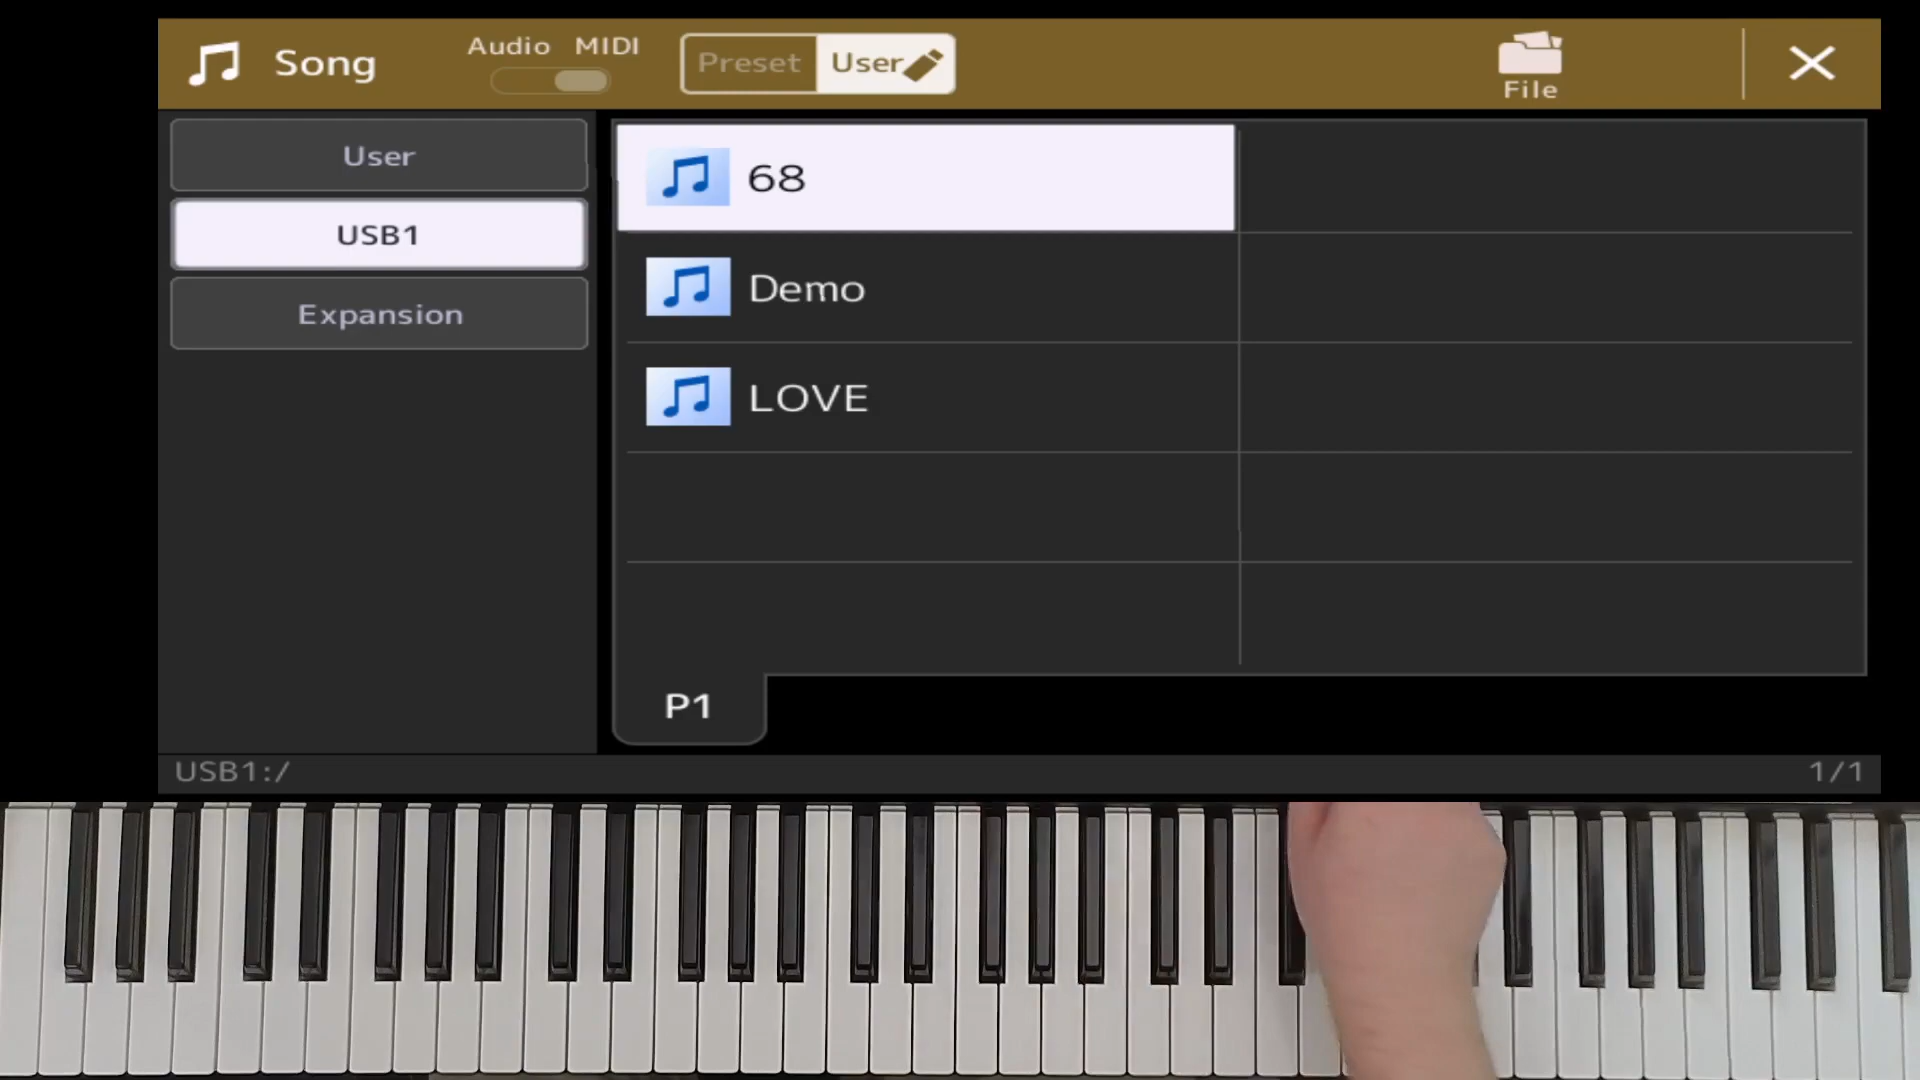 Song
Audio MIDI
Preset User
File
User
USB1
Expansion
68
Demo
LOVE
P1
USB1:/
1/1